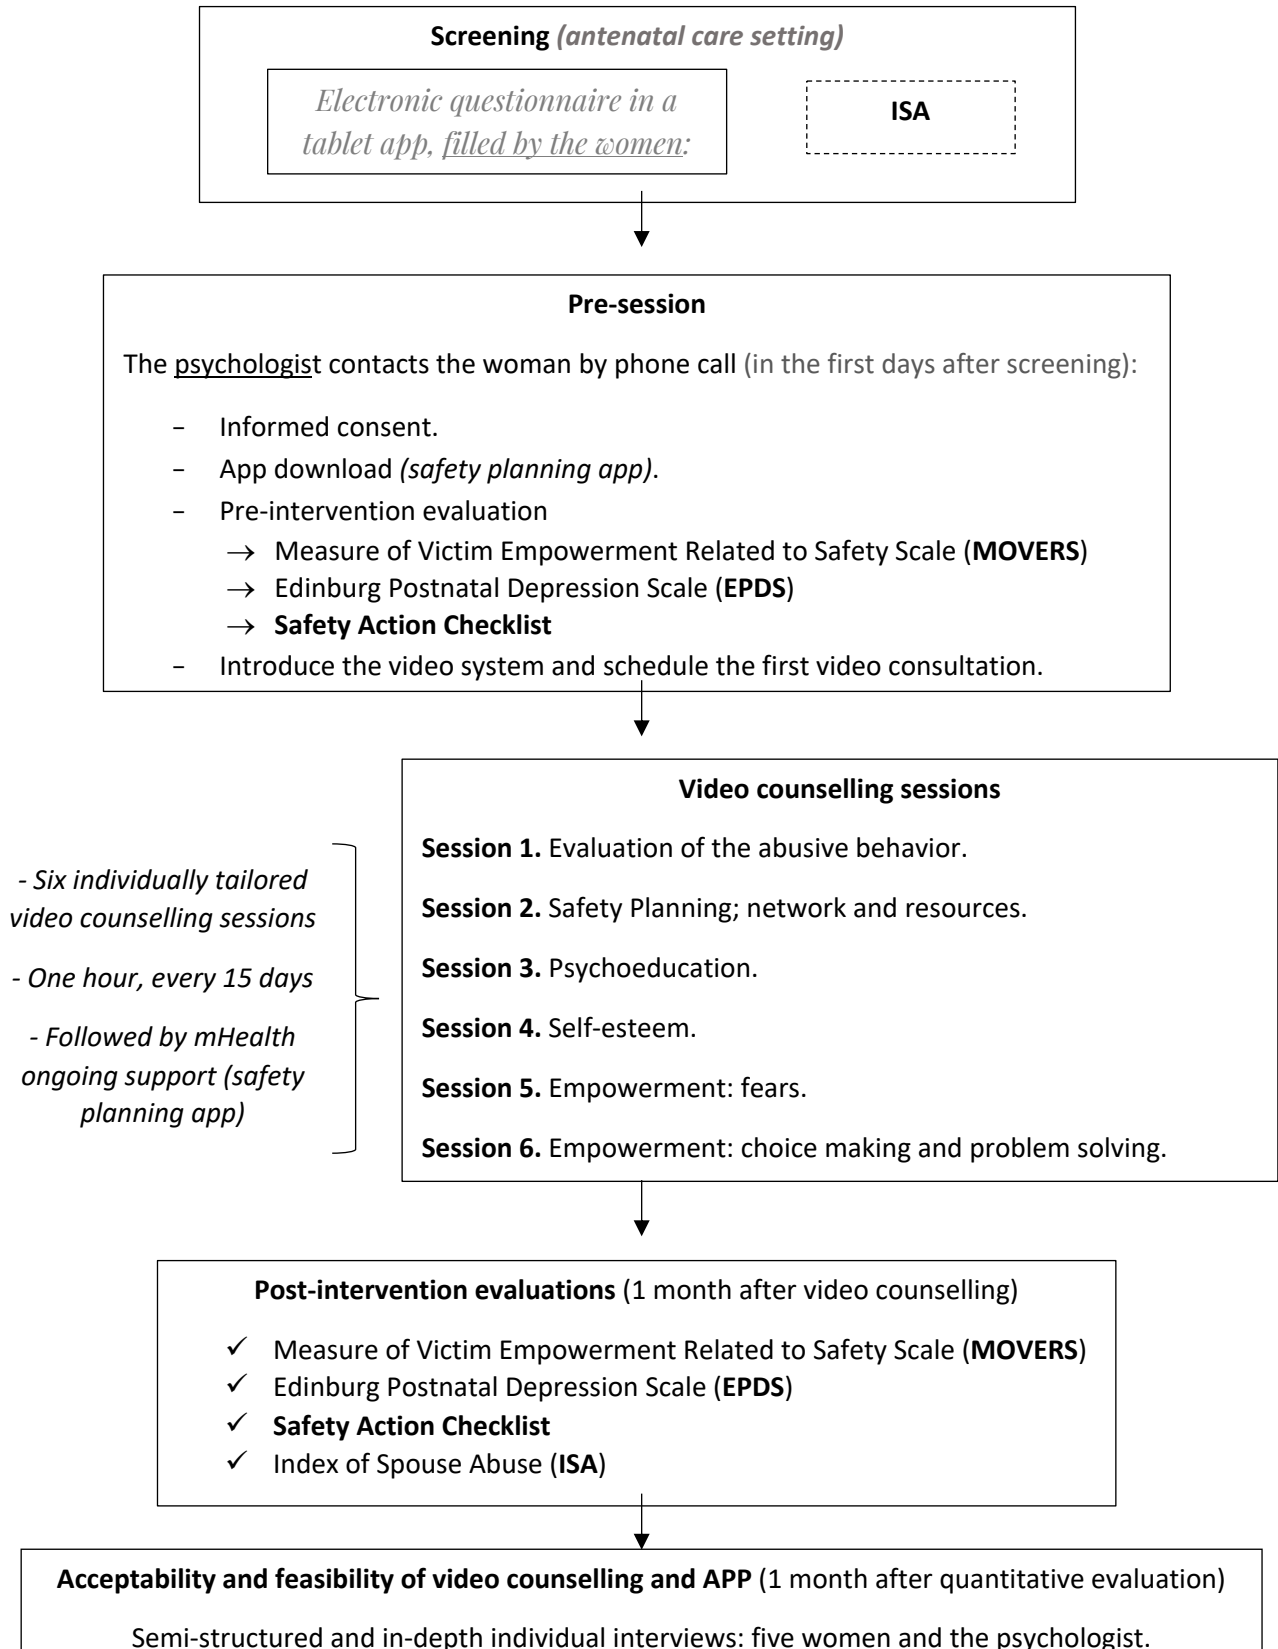 Screening (antenatal care setting)
Electronic questionnaire in a
tablet app, filled by the women:
ISA
Pre-session
The psychologist contacts the woman by phone call (in the first days after screening):
- Informed consent.
- App download (safety planning app).
- Pre-intervention evaluation
→ Measure of Victim Empowerment Related to Safety Scale (MOVERS)
→ Edinburg Postnatal Depression Scale (EPDS)
→ Safety Action Checklist
- Introduce the video system and schedule the first video consultation.
- Six individually tailored
video counselling sessions
- One hour, every 15 days
- Followed by mHealth
ongoing support (safety
planning app)
Video counselling sessions
Session 1. Evaluation of the abusive behavior.
Session 2. Safety Planning; network and resources.
Session 3. Psychoeducation.
Session 4. Self-esteem.
Session 5. Empowerment: fears.
Session 6. Empowerment: choice making and problem solving.
Post-intervention evaluations (1 month after video counselling)
✓ Measure of Victim Empowerment Related to Safety Scale (MOVERS)
✓ Edinburg Postnatal Depression Scale (EPDS)
✓ Safety Action Checklist
✓ Index of Spouse Abuse (ISA)
Acceptability and feasibility of video counselling and APP (1 month after quantitative evaluation)
Semi-structured and in-depth individual interviews: five women and the psychologist.